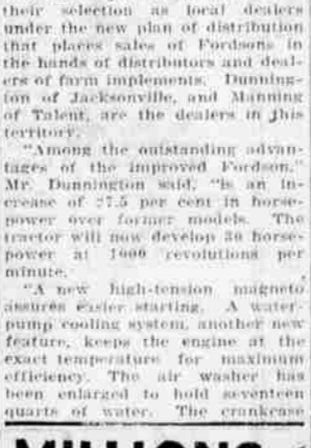 their selection as local dealers
under the new plan of distribution
that places sales of Fordsons in
the hands of distributors and deal-
ers of farm implements. Dunning-
ton of Jacksonville, and Manning
of Talent, are the dealers in this
territory.
"Among the outstanding advan-
tages of the improved Fordson,"
Mr. Dunnington said, "is an in-
crease of 27.5 per cent in horse-
power over former models. The
tractor will now develop 30 horse-
power at 1000 revolutions per
minute.
"A new high-tension magneto
assures easier starting. A water-
pump cooling system, another new
feature, keeps the engine at the
exact temperature for maximum
efficiency. The air washer has
been enlarged to hold seventeen
quarts of water. The crankcase